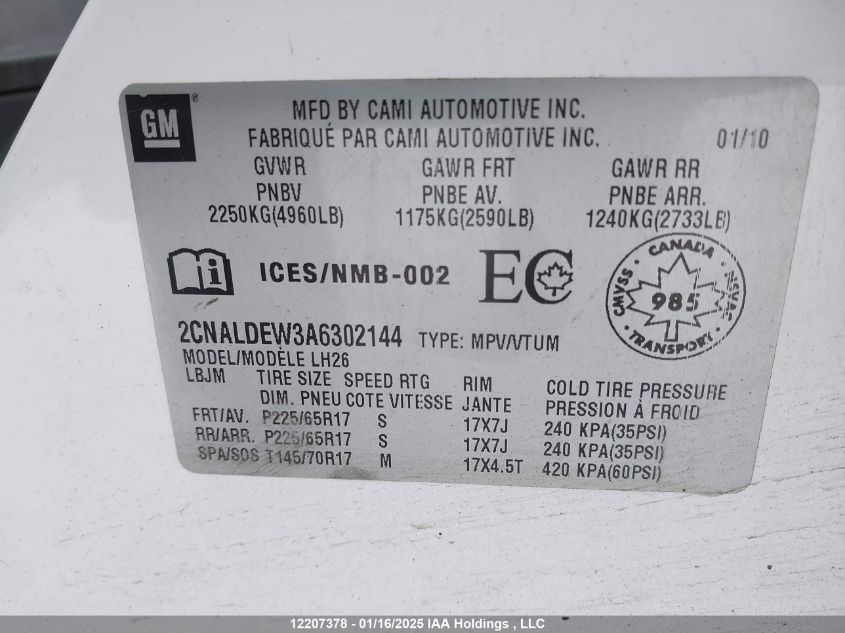 GM
MFD BY CAMI AUTOMOTIVE INC.
FABRIQUÉ PAR CAMI AUTOMOTIVE INC. 01/10
GVWR GAWR FRT GAWR RR
PNBV PNBE AV. PNBE ARR.
2250KG(4960LB) 1175KG(2590LB) 1240KG(2733LB)
ICES/NMB-002 EC
CANADA
CMVSS 985 NSVAC
TRANSPORT
2CNALDEW3A6302144 TYPE: MPV/VTUM
MODEL/MODÈLE LH26
LBJM TIRE SIZE SPEED RTG RIM COLD TIRE PRESSURE
DIM. PNEU COTE VITESSE JANTE PRESSION À FROID
FRT/AV. P225/65R17 S 17X7J 240 KPA(35PSI)
RR/ARR. P225/65R17 S 17X7J 240 KPA(35PSI)
SPA/SOS T145/70R17 M 17X4.5T 420 KPA(60PSI)
12207378 - 01/16/2025 IAA Holdings , LLC